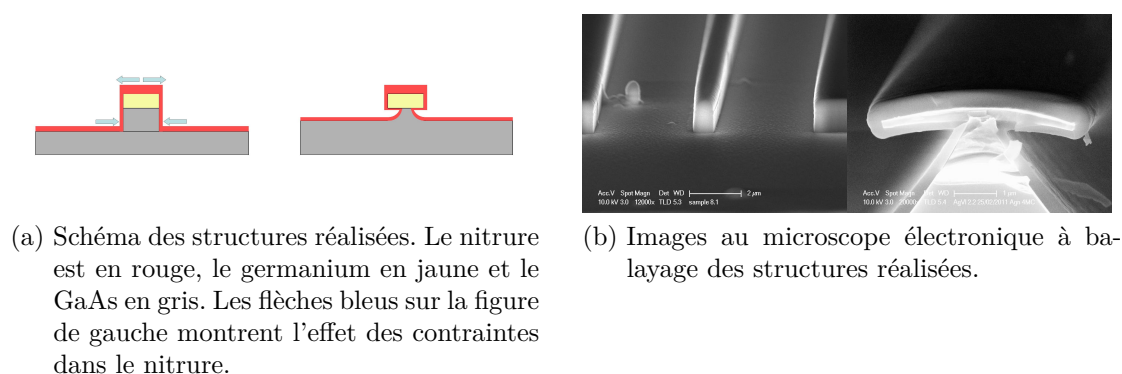 Acc.V Spot Magn Det WD 2 µm
10.0 kV 3.0 12000x TLD 5.3 sample 8.1
Acc.V Spot Magn Det WD 1 µm
10.0 kV 3.0 20000x TLD 5.4
(a) Schéma des structures réalisées. Le nitrure
est en rouge, le germanium en jaune et le
GaAs en gris. Les flèches bleus sur la figure
de gauche montrent l'effet des contraintes
dans le nitrure.
(b) Images au microscope électronique à ba-
layage des structures réalisées.